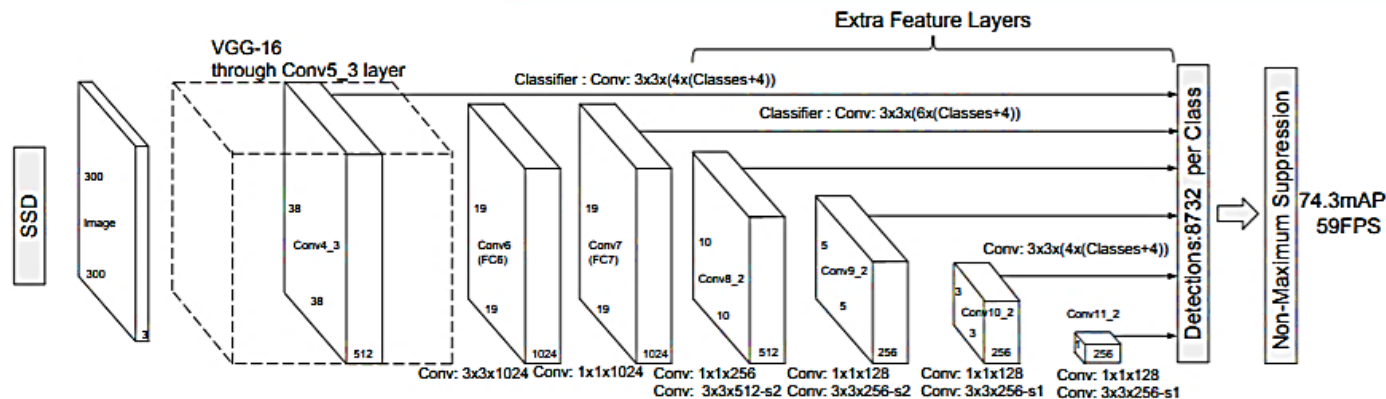 Extra Feature Layers
VGG-16
through Conv5_3 layer
Classifier : Conv: 3x3x(4x(Classes+4))
Classifier : Conv: 3x3x(6x(Classes+4))
SSD
300
Image
300
3
38
Conv4_3
38
512
19
Conv6
(FC6)
19
1024
19
Conv7
(FC7)
19
1024
10
Conv8_2
10
512
5
Conv9_2
5
256
Conv: 3x3x(4x(Classes+4))
3
Conv10_2
3
256
Conv11_2
1
256
Detections:8732 per Class
Non-Maximum Suppression
74.3mAP
59FPS
Conv: 3x3x1024
Conv: 1x1x1024
Conv: 1x1x256
Conv: 3x3x512-s2
Conv: 1x1x128
Conv: 3x3x256-s2
Conv: 1x1x128
Conv: 3x3x256-s1
Conv: 1x1x128
Conv: 3x3x256-s1